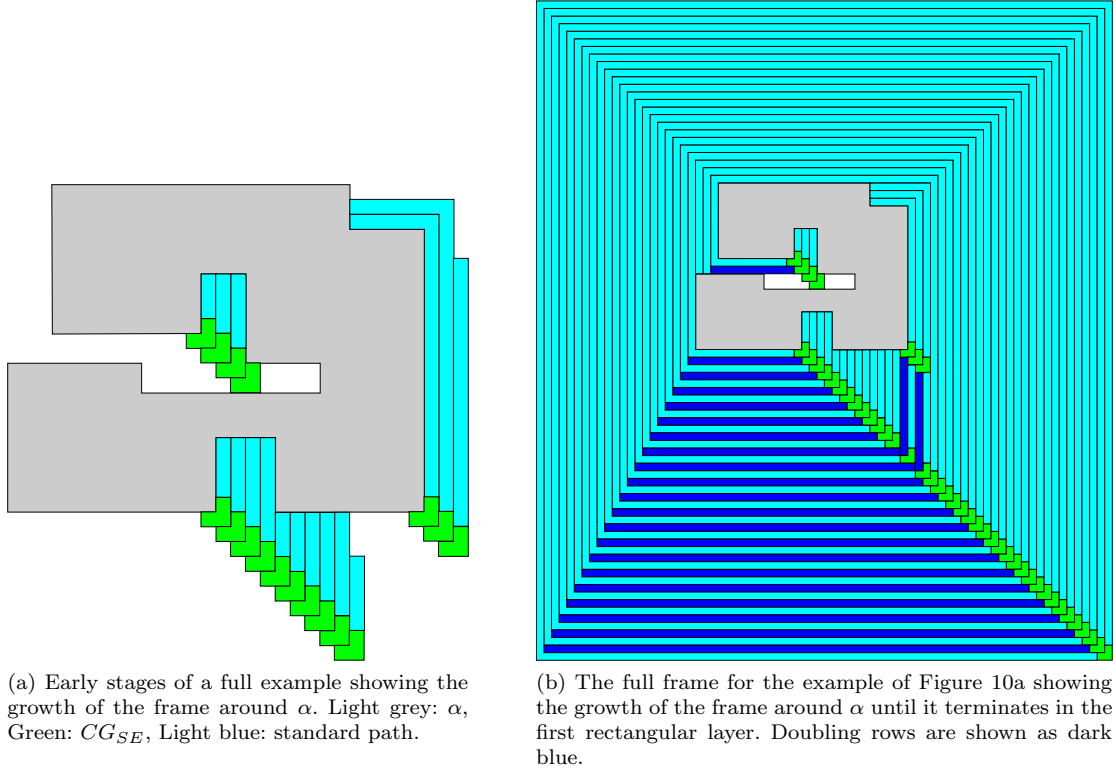 (a) Early stages of a full example showing the
growth of the frame around α. Light grey: α,
Green: CG_SE, Light blue: standard path.
(b) The full frame for the example of Figure 10a showing
the growth of the frame around α until it terminates in the
first rectangular layer. Doubling rows are shown as dark
blue.